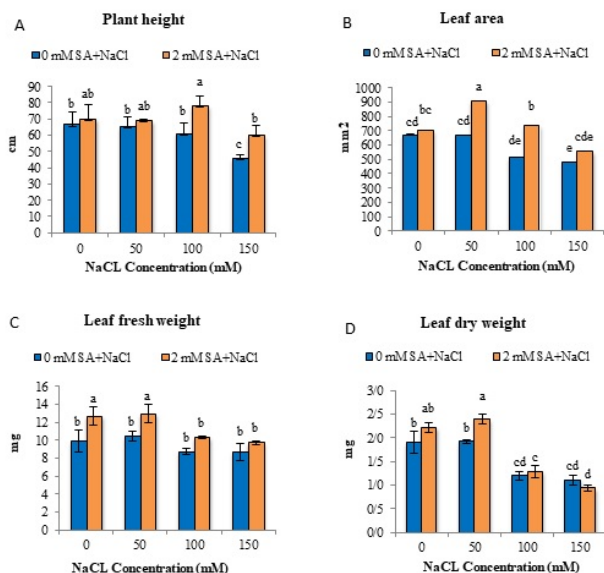 A
Plant height
0 mM SA+NaCl 2 mM SA+NaCl
90
80
70
60
50
40
30
20
10
0
cm
b ab b ab b a c b
0 50 100 150
NaCL Concentration (mM)
B
Leaf area
0 mM SA+NaCl 2 mM SA+NaCl
1000
900
800
700
600
500
400
300
200
100
0
mm2
cd bc cd a de b e cde
0 50 100 150
NaCL Concentration (mM)
C
Leaf fresh weight
0 mM SA+NaCl 2 mM SA+NaCl
16
14
12
10
8
6
4
2
0
mg
b a b a b b b b
0 50 100 150
NaCL Concentration (mM)
D
Leaf dry weight
0 mM SA+NaCl 2 mM SA+NaCl
3/0
2/5
2/0
1/5
1/0
0/5
0/0
mg
b ab b a cd c cd d
0 50 100 150
NaCL Concentration (mM)